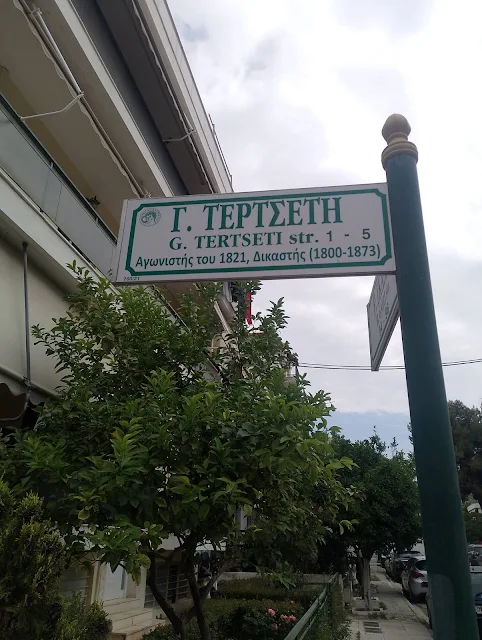 Γ. ΤΕΡΤΣΕΤΗ
G. TERTSETI str. 1 - 5
Αγωνιστής του 1821, Δικαστής (1800-1873)